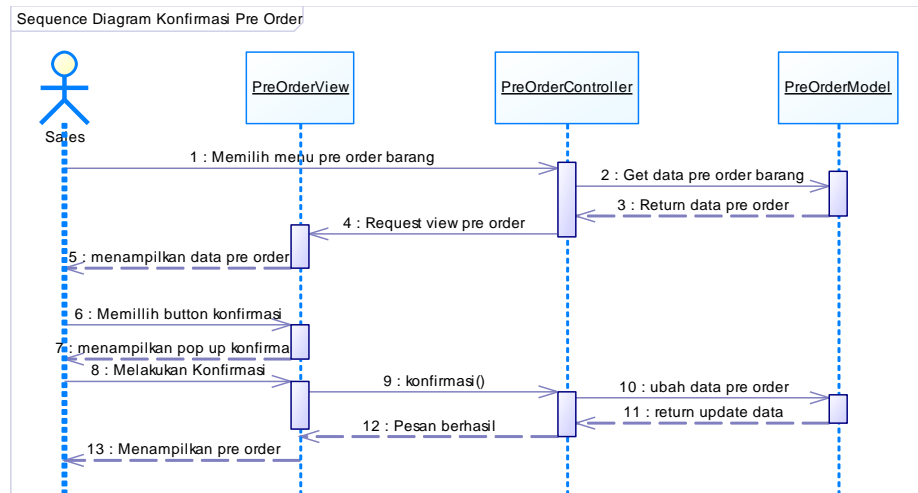 Sequence Diagram Konfirmasi Pre Order
PreOrderView
PreOrderController
PreOrderModel
Sales
1 : Memilih menu pre order barang
2 : Get data pre order barang
3 : Return data pre order
4 : Request view pre order
5 : menampilkan data pre order
6 : Memillih button konfirmasi
7 : menampilkan pop up konfirma
8 : Melakukan Konfirmasi
9 : konfirmasi()
10 : ubah data pre order
11 : return update data
12 : Pesan berhasil
13 : Menampilkan pre order